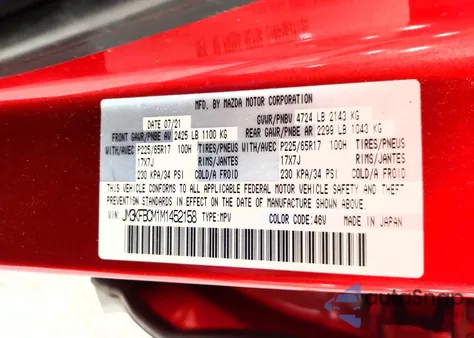 MFD. BY MAZDA MOTOR CORPORATION
DATE 07/21 GVWR/PNBV 4724 LB 2143 KG
FRONT GAWR/PNBE AV 2425 LB 1100 KG REAR GAWR/PNBE AR 2299 LB 1043 KG
WITH/AVEC P225/65R17 100H TIRES/PNEUS WITH/AVEC P225/65R17 100H TIRES/PNEUS
17X7J RIMS/JANTES 17X7J RIMS/JANTES
230 KPA/34 PSI COLD/A FROID 230 KPA/34 PSI COLD/A FROID
THIS VEHICLE CONFORMS TO ALL APPLICABLE FEDERAL MOTOR VEHICLE SAFETY, BUMPER, AND THEFT
PREVENTION STANDARDS IN EFFECT ON THE DATE OF MANUFACTURE SHOWN ABOVE.
VIN: JM3KFBCM1M1452158 TYPE: MPV COLOR CODE: 46V MADE IN JAPAN
autoSnap